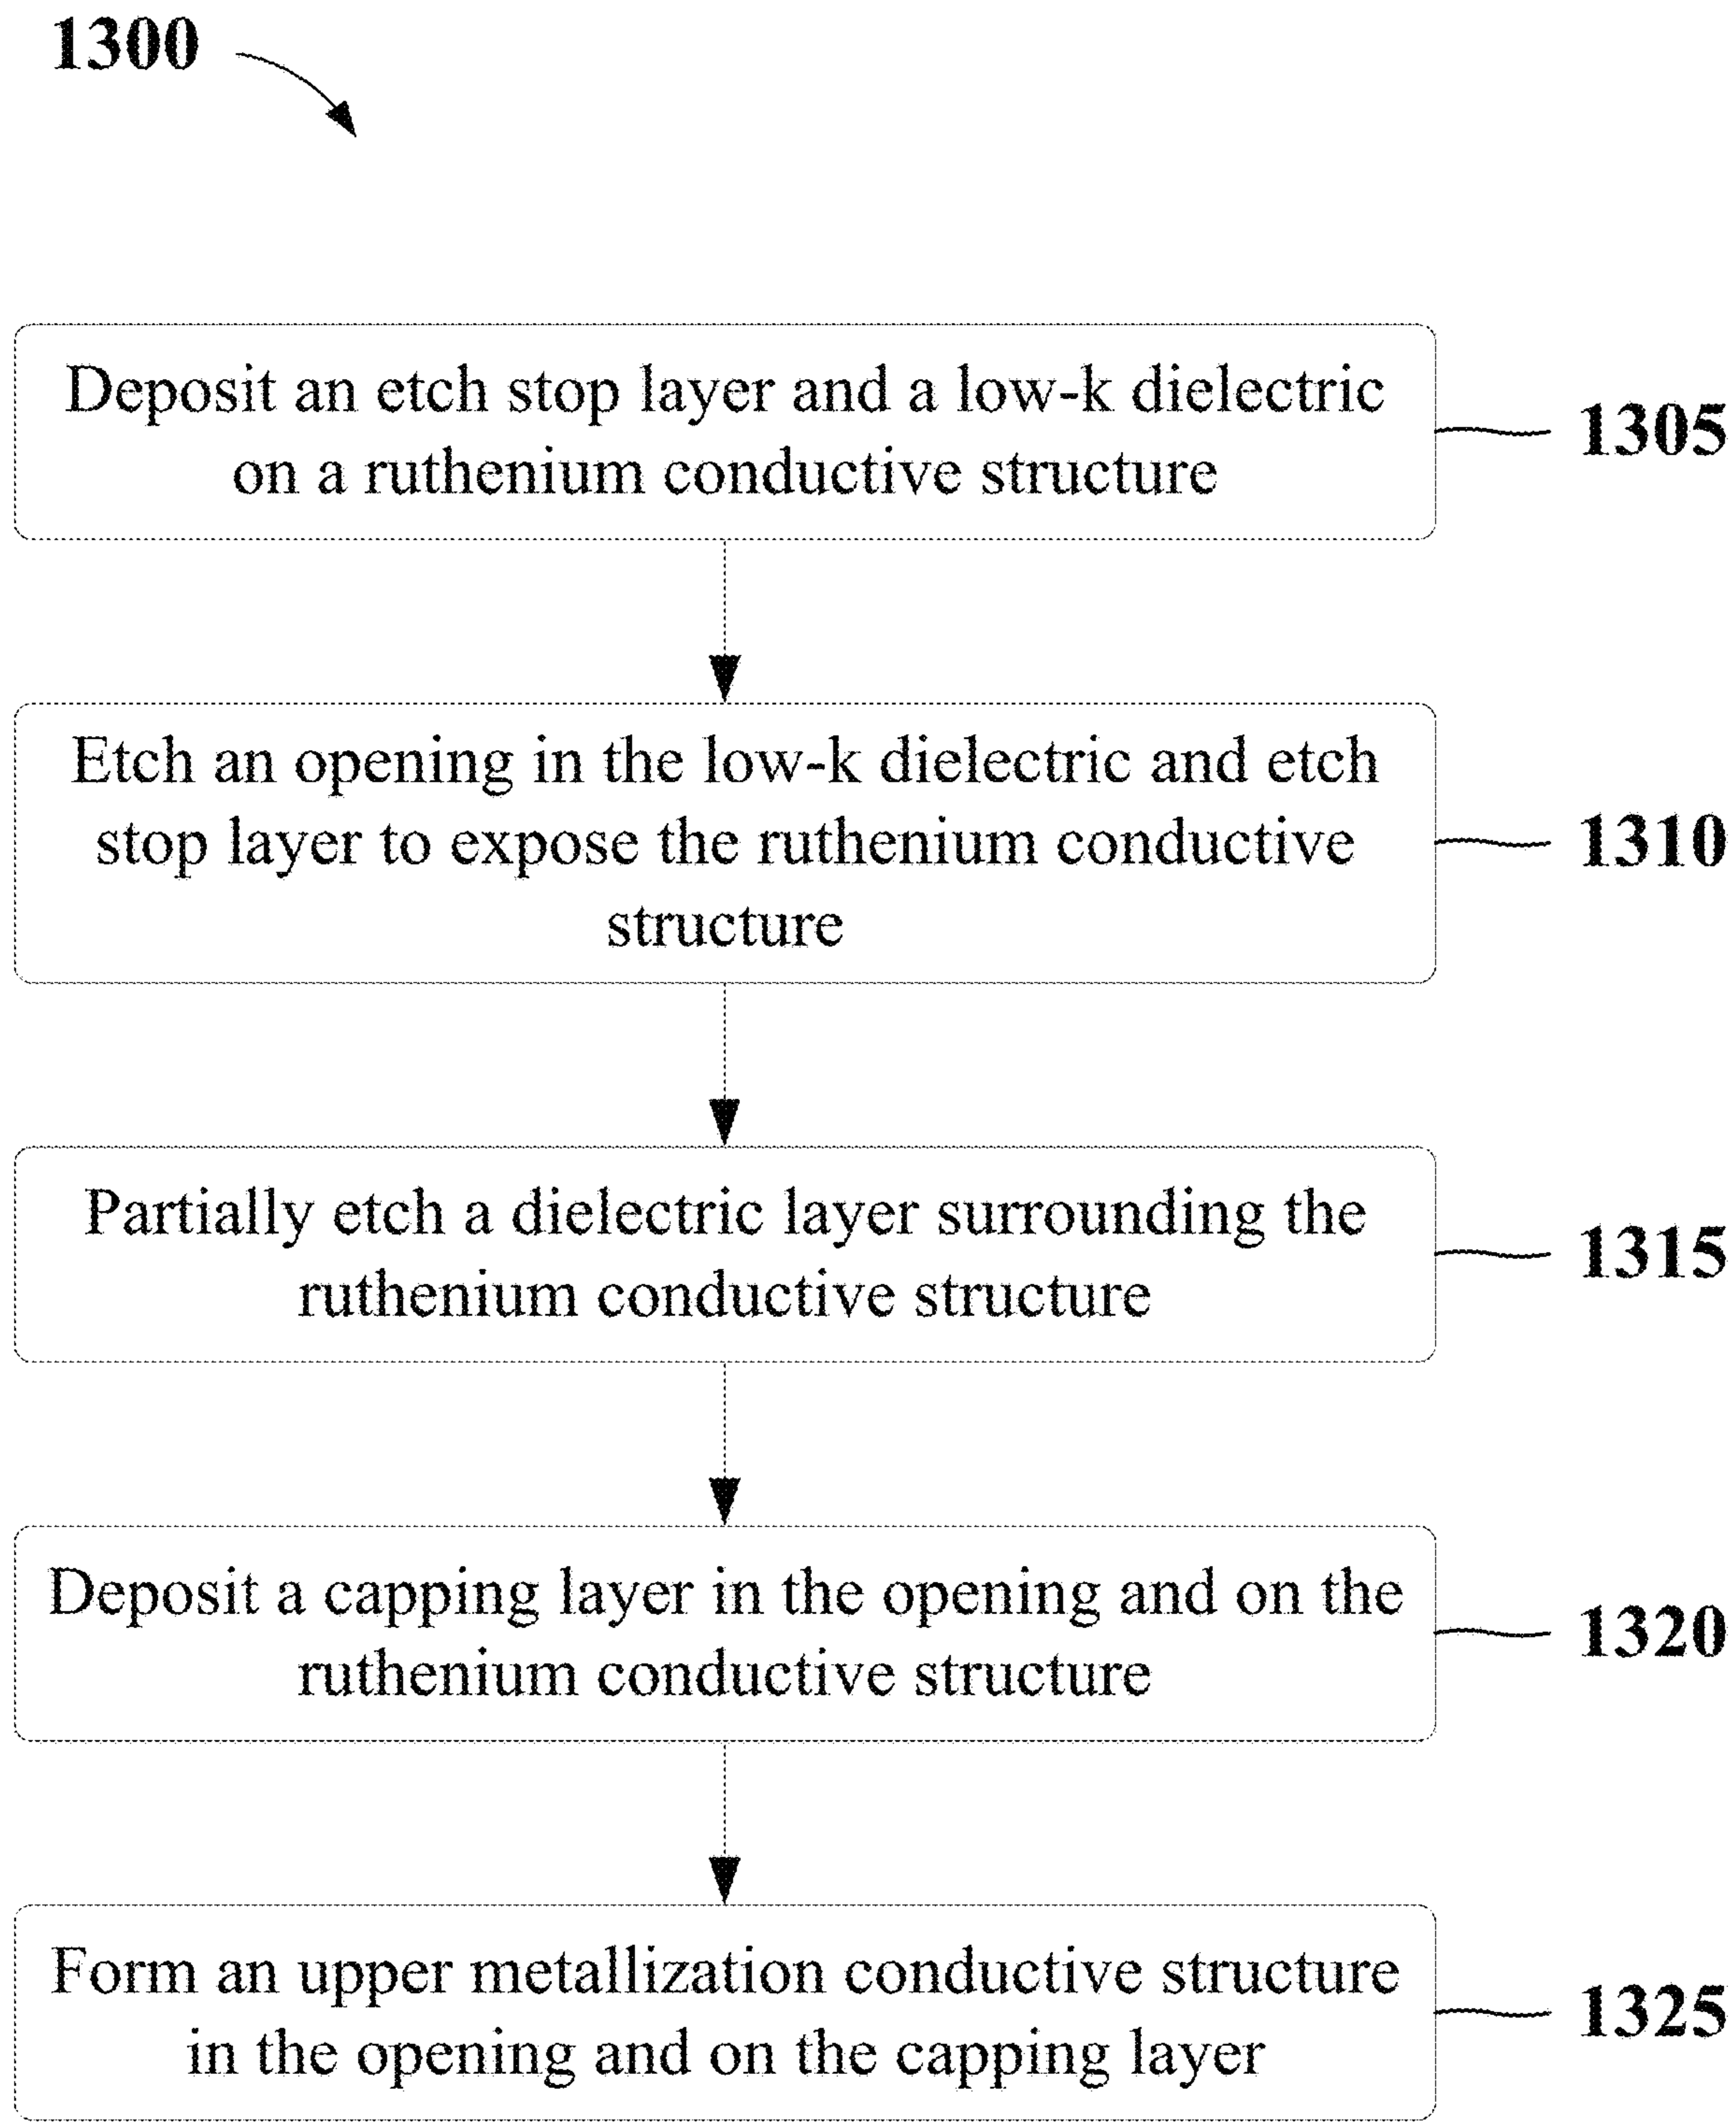 1300
Deposit an etch stop layer and a low-k dielectric
on a ruthenium conductive structure
1305
Etch an opening in the low-k dielectric and etch
stop layer to expose the ruthenium conductive
structure
1310
Partially etch a dielectric layer surrounding the
ruthenium conductive structure
1315
Deposit a capping layer in the opening and on the
ruthenium conductive structure
1320
Form an upper metallization conductive structure
in the opening and on the capping layer
1325